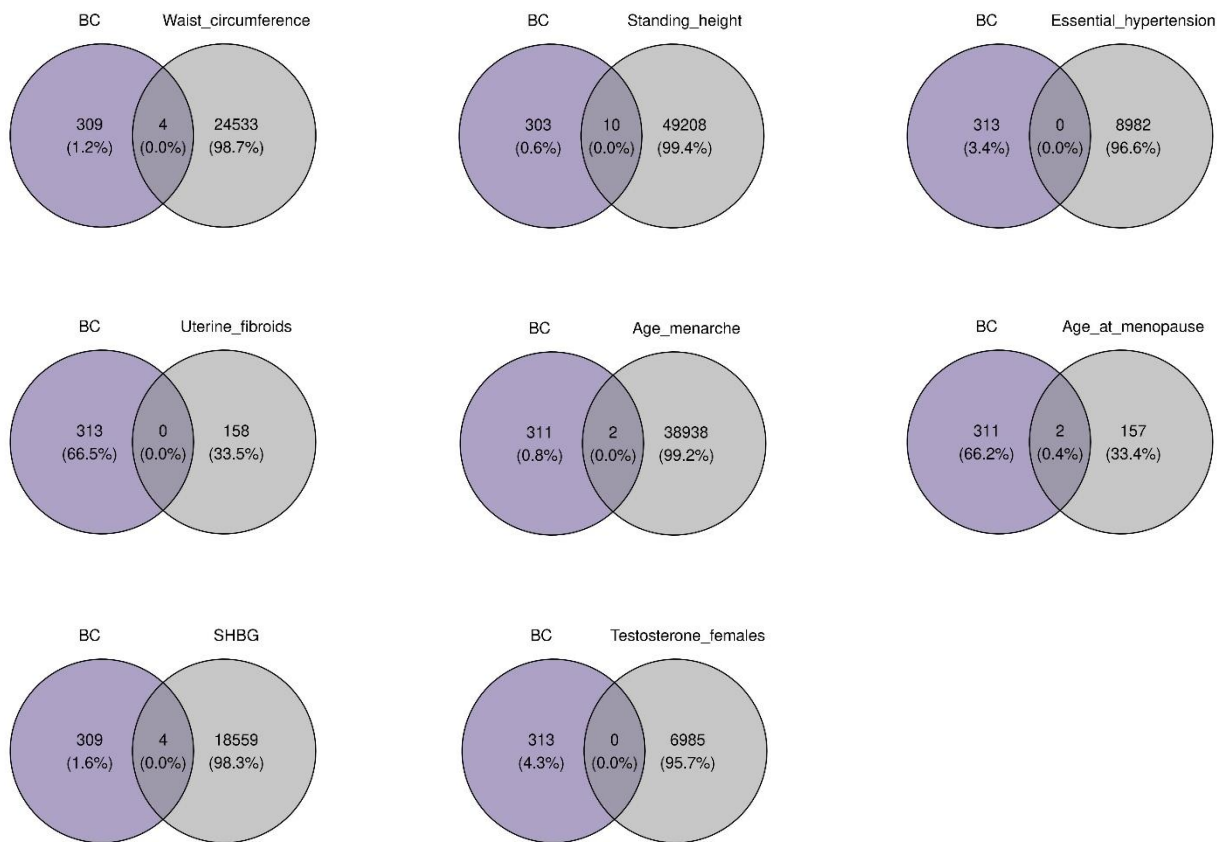 BC Waist_circumference
309 4 24533
(1.2%) (0.0%) (98.7%)
BC Standing_height
303 10 49208
(0.6%) (0.0%) (99.4%)
BC Essential_hypertension
313 0 8982
(3.4%) (0.0%) (96.6%)
BC Uterine_fibroids
313 0 158
(66.5%) (0.0%) (33.5%)
BC Age_menarche
311 2 38938
(0.8%) (0.0%) (99.2%)
BC Age_at_menopause
311 2 157
(66.2%) (0.4%) (33.4%)
BC SHBG
309 4 18559
(1.6%) (0.0%) (98.3%)
BC Testosterone_females
313 0 6985
(4.3%) (0.0%) (95.7%)